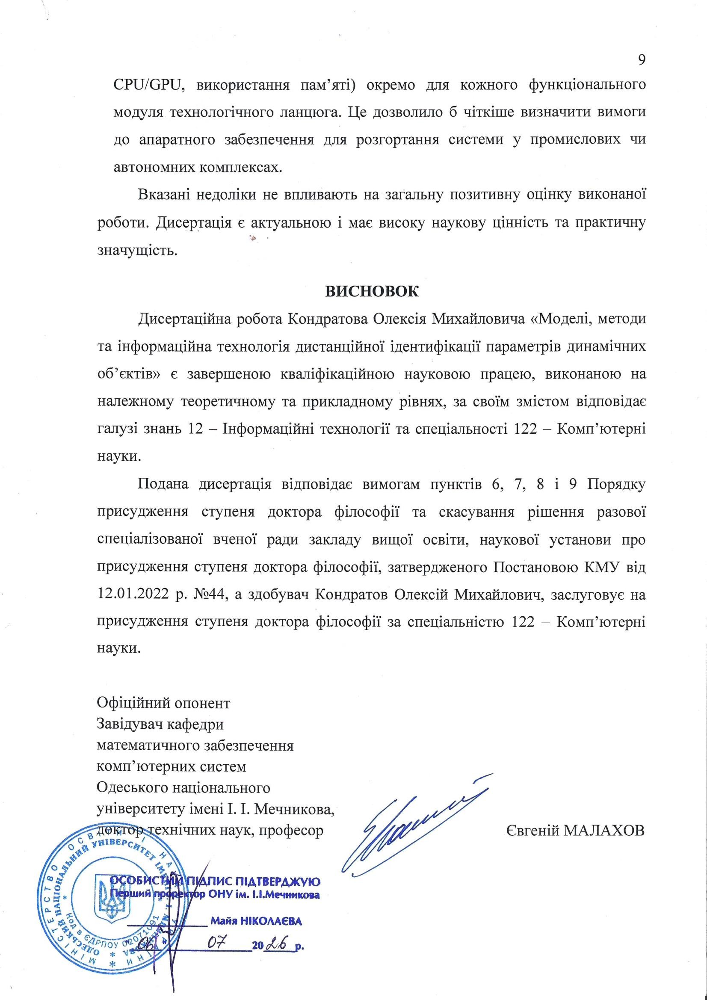 9
CPU/GPU, використання пам’яті) окремо для кожного функціонального
модуля технологічного ланцюга. Це дозволило б чіткіше визначити вимоги
до апаратного забезпечення для розгортання системи у промислових чи
автономних комплексах.
Вказані недоліки не впливають на загальну позитивну оцінку виконаної
роботи. Дисертація є актуальною і має високу наукову цінність та практичну
значущість.
ВИСНОВОК
Дисертаційна робота Кондратова Олексія Михайловича «Моделі, методи
та інформаційна технологія дистанційної ідентифікації параметрів динамічних
об’єктів» є завершеною кваліфікаційною науковою працею, виконаною на
належному теоретичному та прикладному рівнях, за своїм змістом відповідає
галузі знань 12 – Інформаційні технології та спеціальності 122 – Комп’ютерні
науки.
Подана дисертація відповідає вимогам пунктів 6, 7, 8 і 9 Порядку
присудження ступеня доктора філософії та скасування рішення разової
спеціалізованої вченої ради закладу вищої освіти, наукової установи про
присудження ступеня доктора філософії, затвердженого Постановою КМУ від
12.01.2022 р. №44, а здобувач Кондратов Олексій Михайлович, заслуговує на
присудження ступеня доктора філософії за спеціальністю 122 – Комп’ютерні
науки.
Офіційний опонент
Завідувач кафедри
математичного забезпечення
комп’ютерних систем
Одеського національного
університету імені І. І. Мечникова,
доктор технічних наук, професор
Євгеній МАЛАХОВ
МІНІСТЕРСТВО ОСВІТИ І НАУКИ УКРАЇНИ
ОДЕСЬКИЙ НАЦІОНАЛЬНИЙ УНІВЕРСИТЕТ ІМЕНІ І. І. МЕЧНИКОВА
Код в ЄДРПОУ 02071091
ОСОБИСТИЙ ПІДПИС ПІДТВЕРДЖУЮ
Перший проректор ОНУ ім. І.І.Мечникова
Майя НІКОЛАЄВА
"06" 07 2026 р.